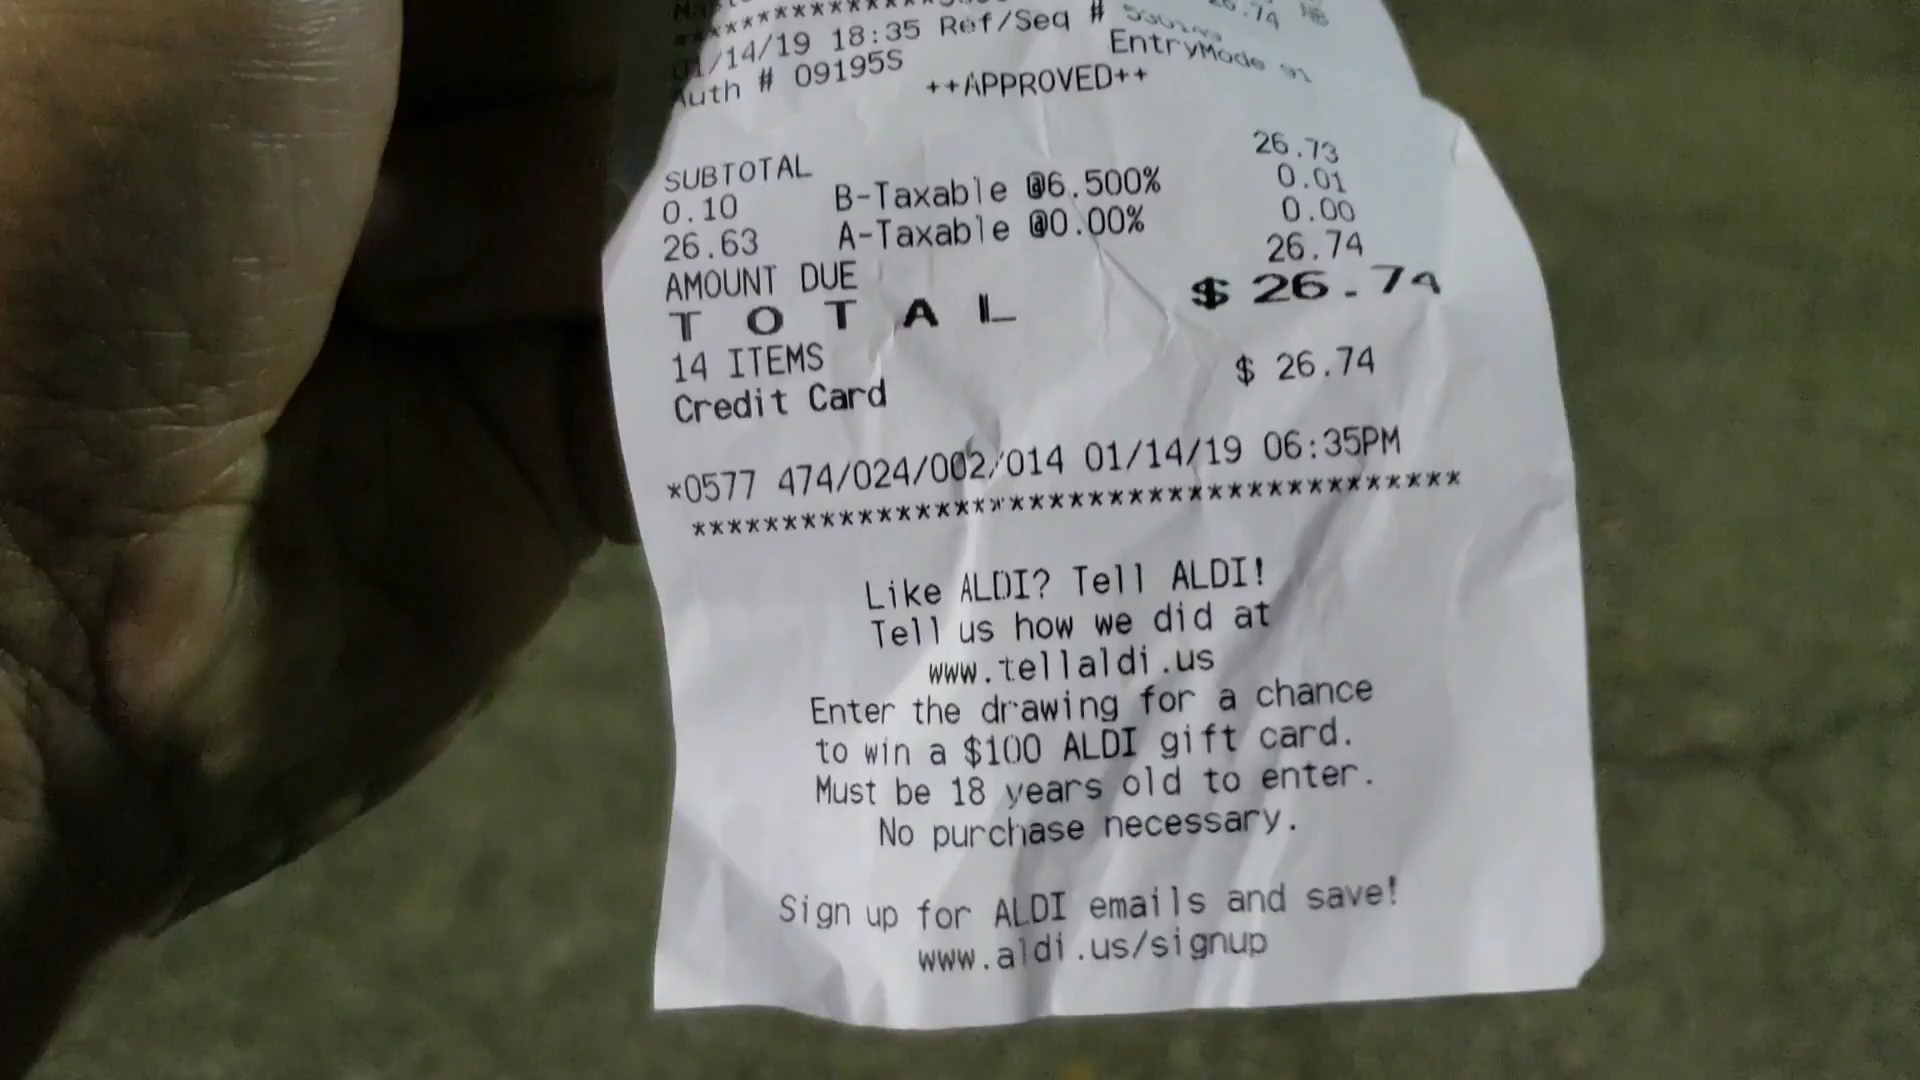 ***************
01/14/19 18:35 Ref/Seq #
Auth # 09195S EntryMode 91
++APPROVED++
SUBTOTAL 26.73
0.10 B-Taxable @6.500% 0.01
26.63 A-Taxable @0.00% 0.00
AMOUNT DUE 26.74
T O T A L $ 26.74
14 ITEMS
Credit Card $ 26.74
*0577 474/024/002/014 01/14/19 06:35PM
******************************************
Like ALDI? Tell ALDI!
Tell us how we did at
www.tellaldi.us
Enter the drawing for a chance
to win a $100 ALDI gift card.
Must be 18 years old to enter.
No purchase necessary.
Sign up for ALDI emails and save!
www.aldi.us/signup